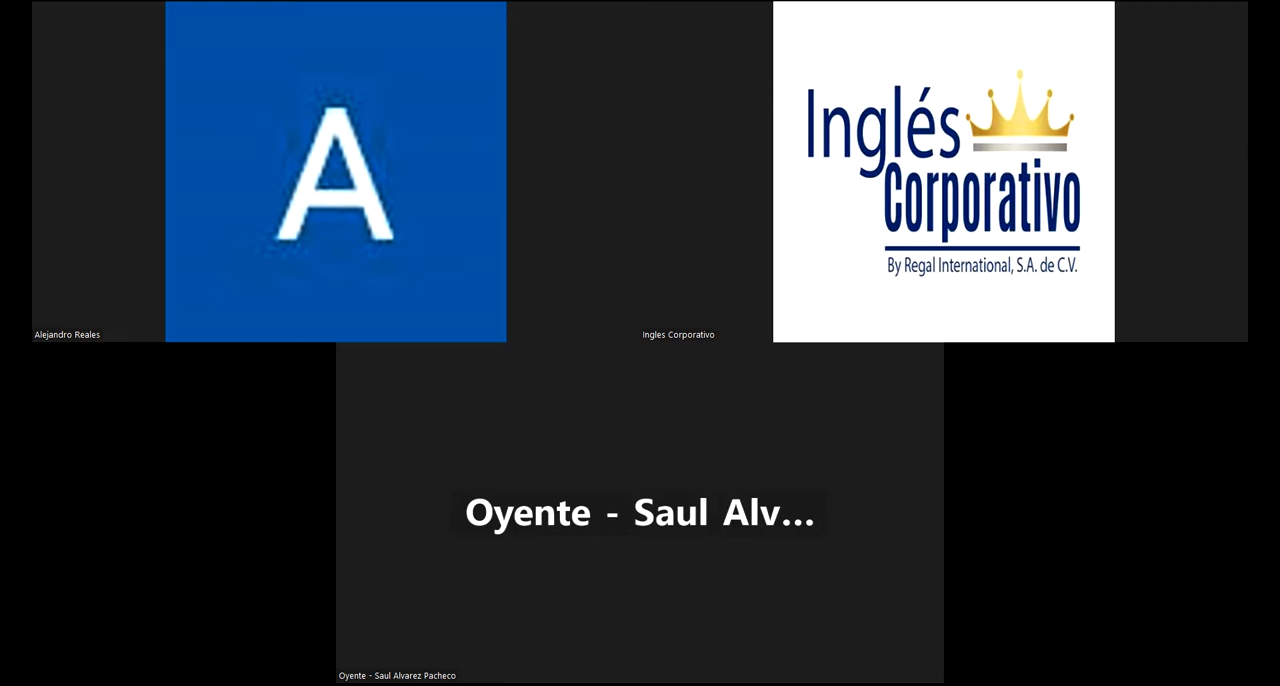 A
Inglés
Corporativo
By Regal International, S.A. de C.V.
Alejandro Reales
Ingles Corporativo
Oyente - Saul Alv...
Oyente - Saul Alvarez Pacheco